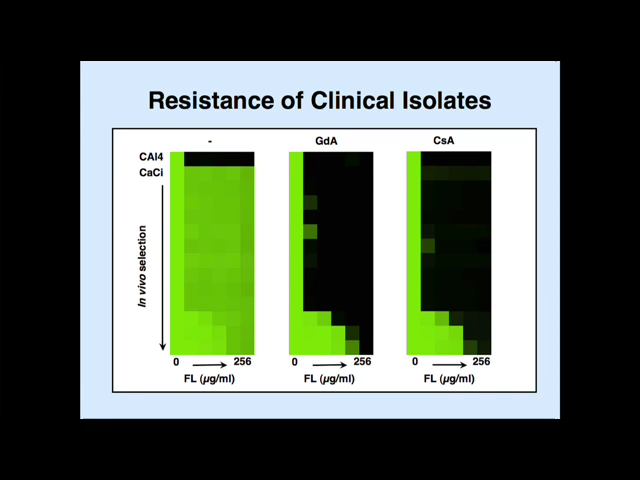 Resistance of Clinical Isolates
- GdA CsA
CAI4
CaCi
In vivo selection
0 256 0 256 0 256
FL (µg/ml) FL (µg/ml) FL (µg/ml)